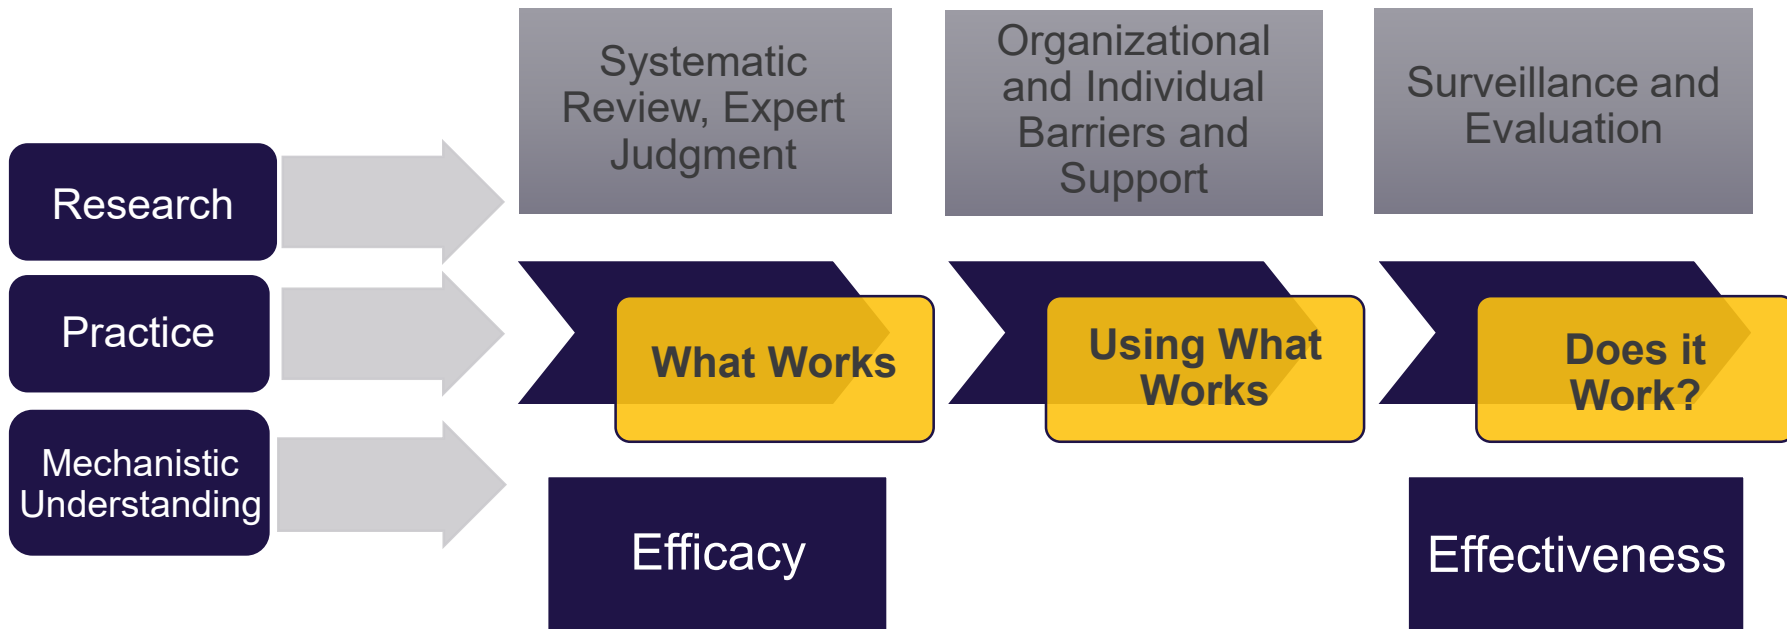 Research
Practice
Mechanistic
Understanding
Systematic
Review, Expert
Judgment
Organizational
and Individual
Barriers and
Support
Surveillance and
Evaluation
What Works
Using What
Works
Does it
Work?
Efficacy
Effectiveness